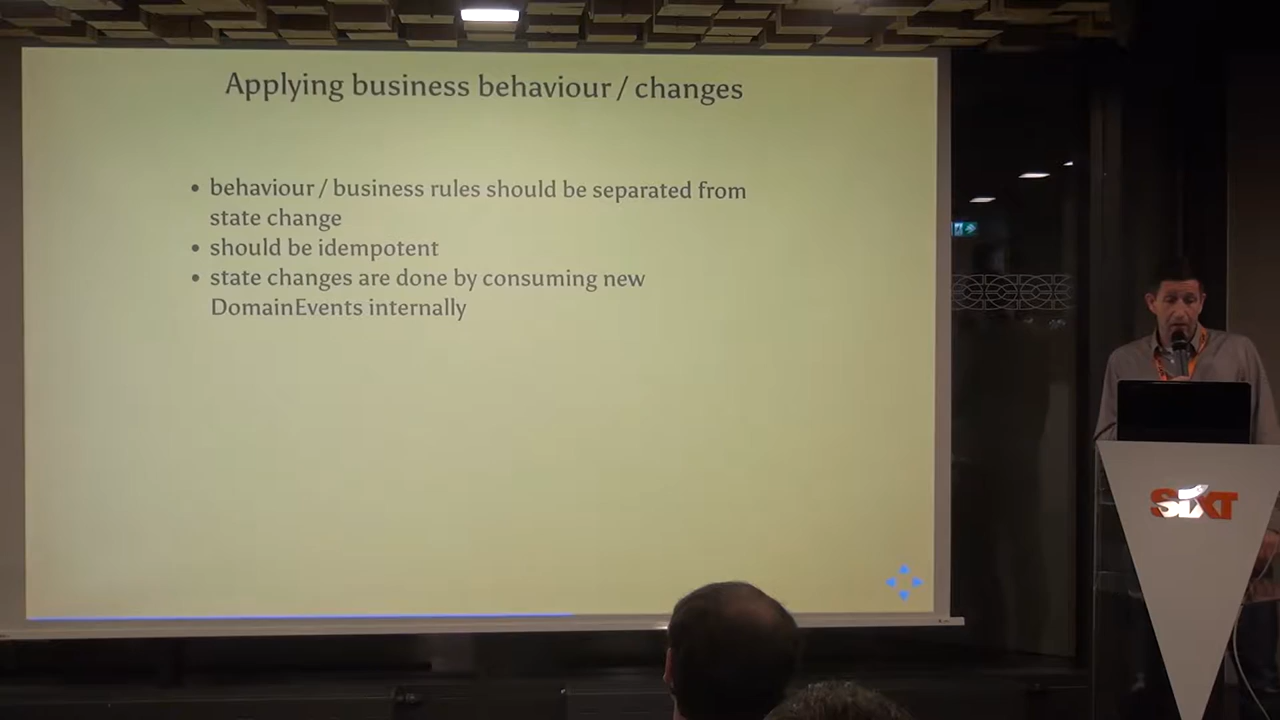 Applying business behaviour / changes
• behaviour / business rules should be separated from
state change
• should be idempotent
• state changes are done by consuming new
DomainEvents internally
SIXT